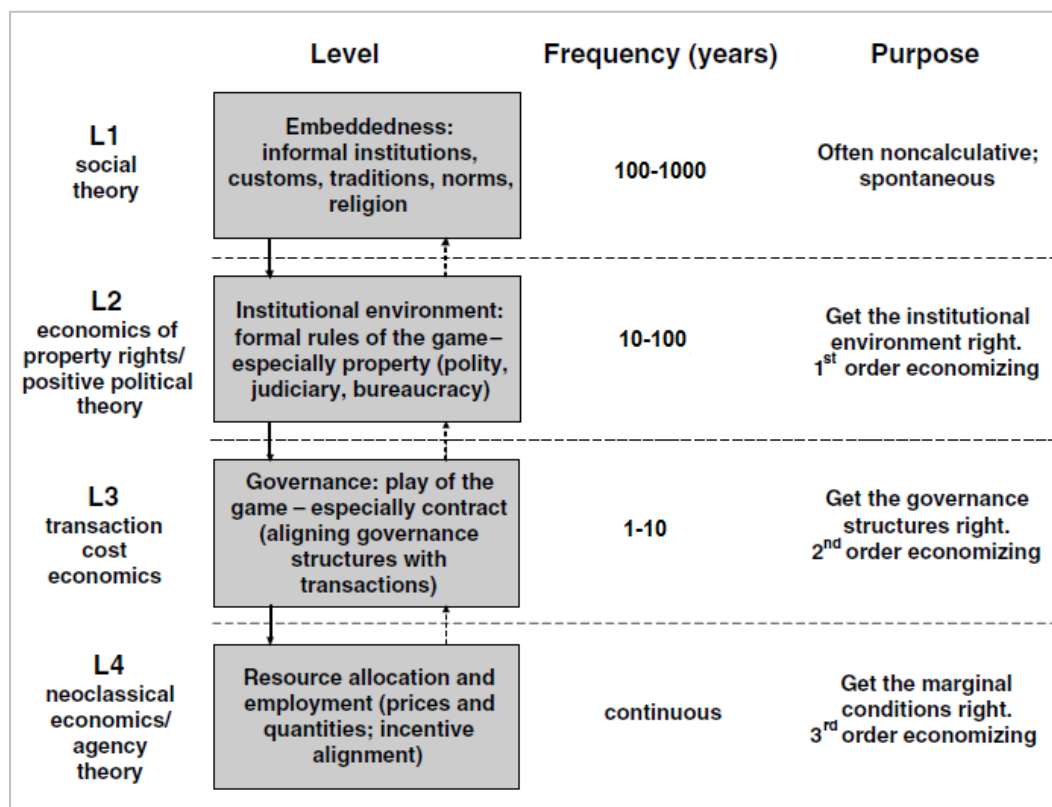 Level
Frequency (years)
Purpose
L1
social
theory
Embeddedness:
informal institutions,
customs, traditions, norms,
religion
100-1000
Often noncalculative;
spontaneous
L2
economics of
property rights/
positive political
theory
Institutional environment:
formal rules of the game–
especially property (polity,
judiciary, bureaucracy)
10-100
Get the institutional
environment right.
1st order economizing
L3
transaction
cost
economics
Governance: play of the
game – especially contract
(aligning governance
structures with
transactions)
1-10
Get the governance
structures right.
2nd order economizing
L4
neoclassical
economics/
agency
theory
Resource allocation and
employment (prices and
quantities; incentive
alignment)
continuous
Get the marginal
conditions right.
3rd order economizing